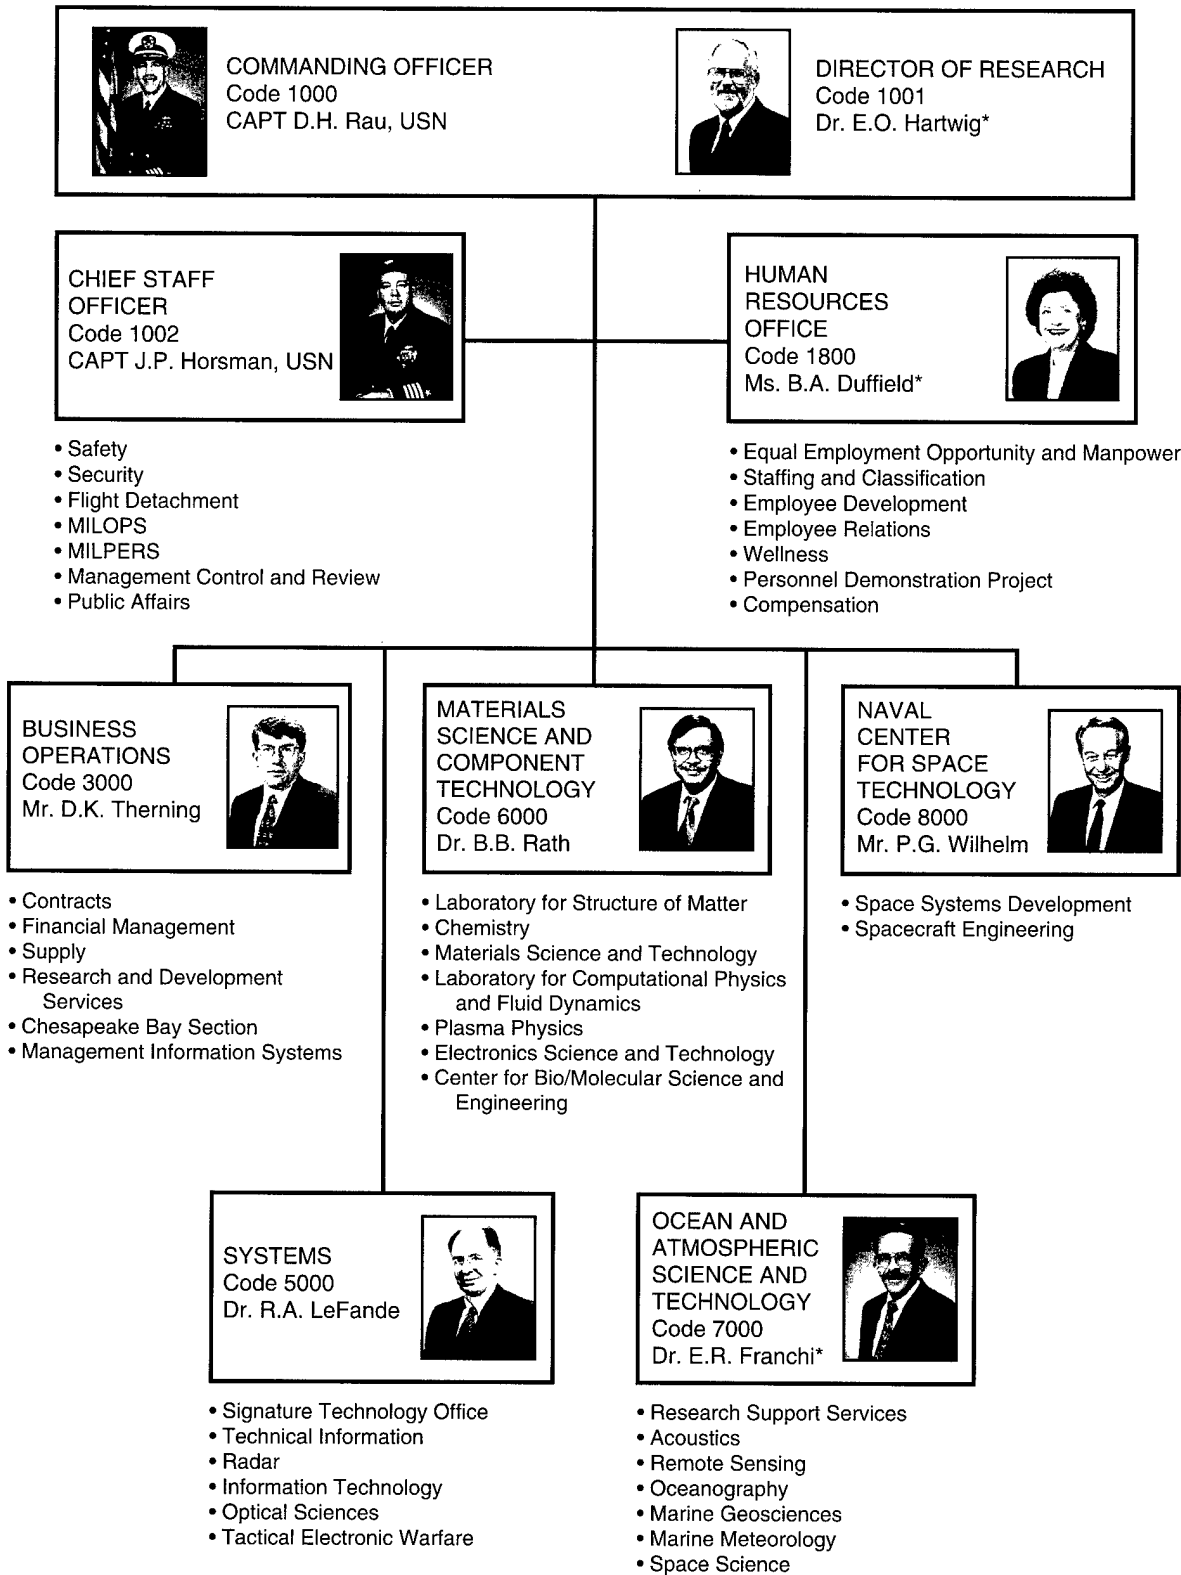 COMMANDING OFFICER
Code 1000
CAPT D.H. Rau, USN
DIRECTOR OF RESEARCH
Code 1001
Dr. E.O. Hartwig*
CHIEF STAFF
OFFICER
Code 1002
CAPT J.P. Horsman, USN
• Safety
• Security
• Flight Detachment
• MILOPS
• MILPERS
• Management Control and Review
• Public Affairs
HUMAN
RESOURCES
OFFICE
Code 1800
Ms. B.A. Duffield*
• Equal Employment Opportunity and Manpower
• Staffing and Classification
• Employee Development
• Employee Relations
• Wellness
• Personnel Demonstration Project
• Compensation
BUSINESS
OPERATIONS
Code 3000
Mr. D.K. Therning
• Contracts
• Financial Management
• Supply
• Research and Development
Services
• Chesapeake Bay Section
• Management Information Systems
MATERIALS
SCIENCE AND
COMPONENT
TECHNOLOGY
Code 6000
Dr. B.B. Rath
• Laboratory for Structure of Matter
• Chemistry
• Materials Science and Technology
• Laboratory for Computational Physics
and Fluid Dynamics
• Plasma Physics
• Electronics Science and Technology
• Center for Bio/Molecular Science and
Engineering
NAVAL
CENTER
FOR SPACE
TECHNOLOGY
Code 8000
Mr. P.G. Wilhelm
• Space Systems Development
• Spacecraft Engineering
SYSTEMS
Code 5000
Dr. R.A. LeFande
• Signature Technology Office
• Technical Information
• Radar
• Information Technology
• Optical Sciences
• Tactical Electronic Warfare
OCEAN AND
ATMOSPHERIC
SCIENCE AND
TECHNOLOGY
Code 7000
Dr. E.R. Franchi*
• Research Support Services
• Acoustics
• Remote Sensing
• Oceanography
• Marine Geosciences
• Marine Meteorology
• Space Science